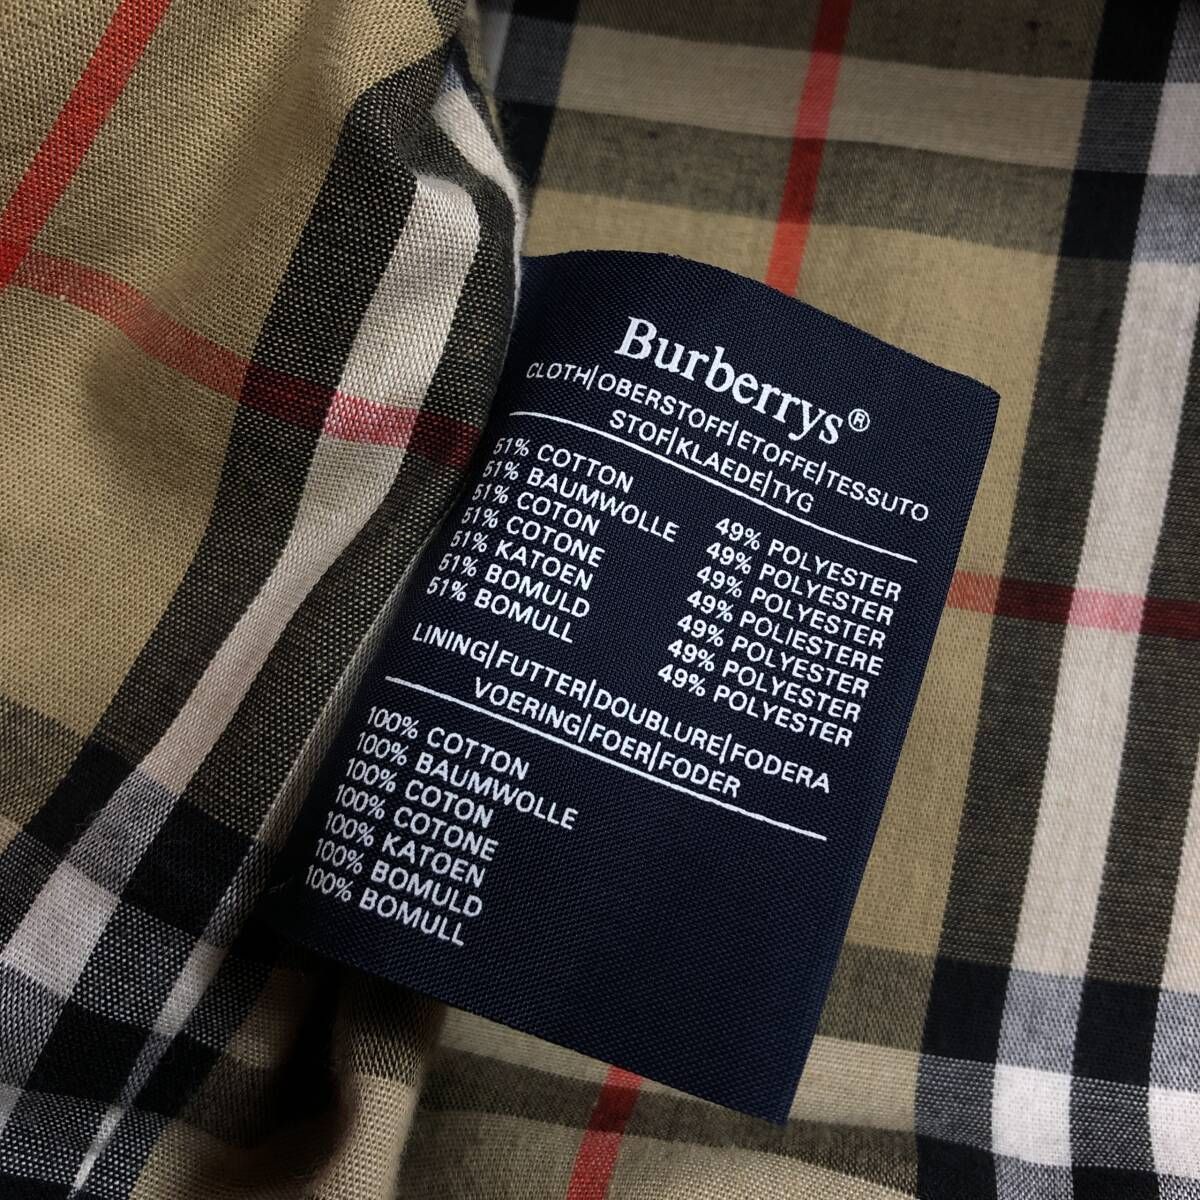 Burberrys®
CLOTH|OBERSTOFF|ETOFFE|TESSUTO
STOF|KLAEDE|TYG
51% COTTON 49% POLYESTER
51% BAUMWOLLE 49% POLYESTER
51% COTON 49% POLYESTER
51% COTONE 49% POLIESTERE
51% KATOEN 49% POLYESTER
51% BOMULD 49% POLYESTER
51% BOMULL 49% POLYESTER
LINING|FUTTER|DOUBLURE|FODERA
VOERING|FOER|FODER
100% COTTON
100% BAUMWOLLE
100% COTON
100% COTONE
100% KATOEN
100% BOMULD
100% BOMULL